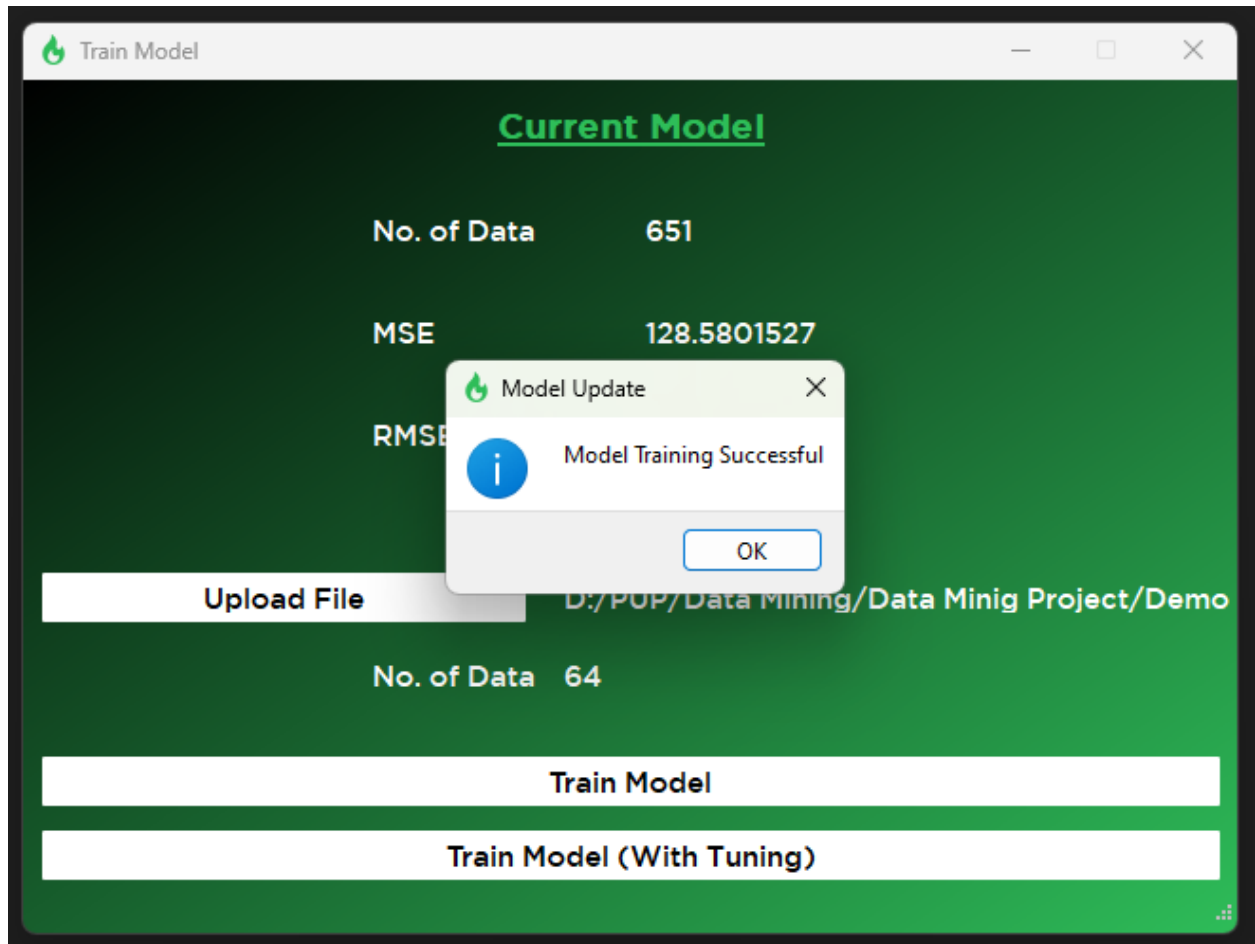 Train Model
Current Model
No. of Data 651
MSE 128.5801527
Model Update
RMSE
Model Training Successful
OK
Upload File D:/PUP/Data Mining/Data Minig Project/Demo
No. of Data 64
Train Model
Train Model (With Tuning)